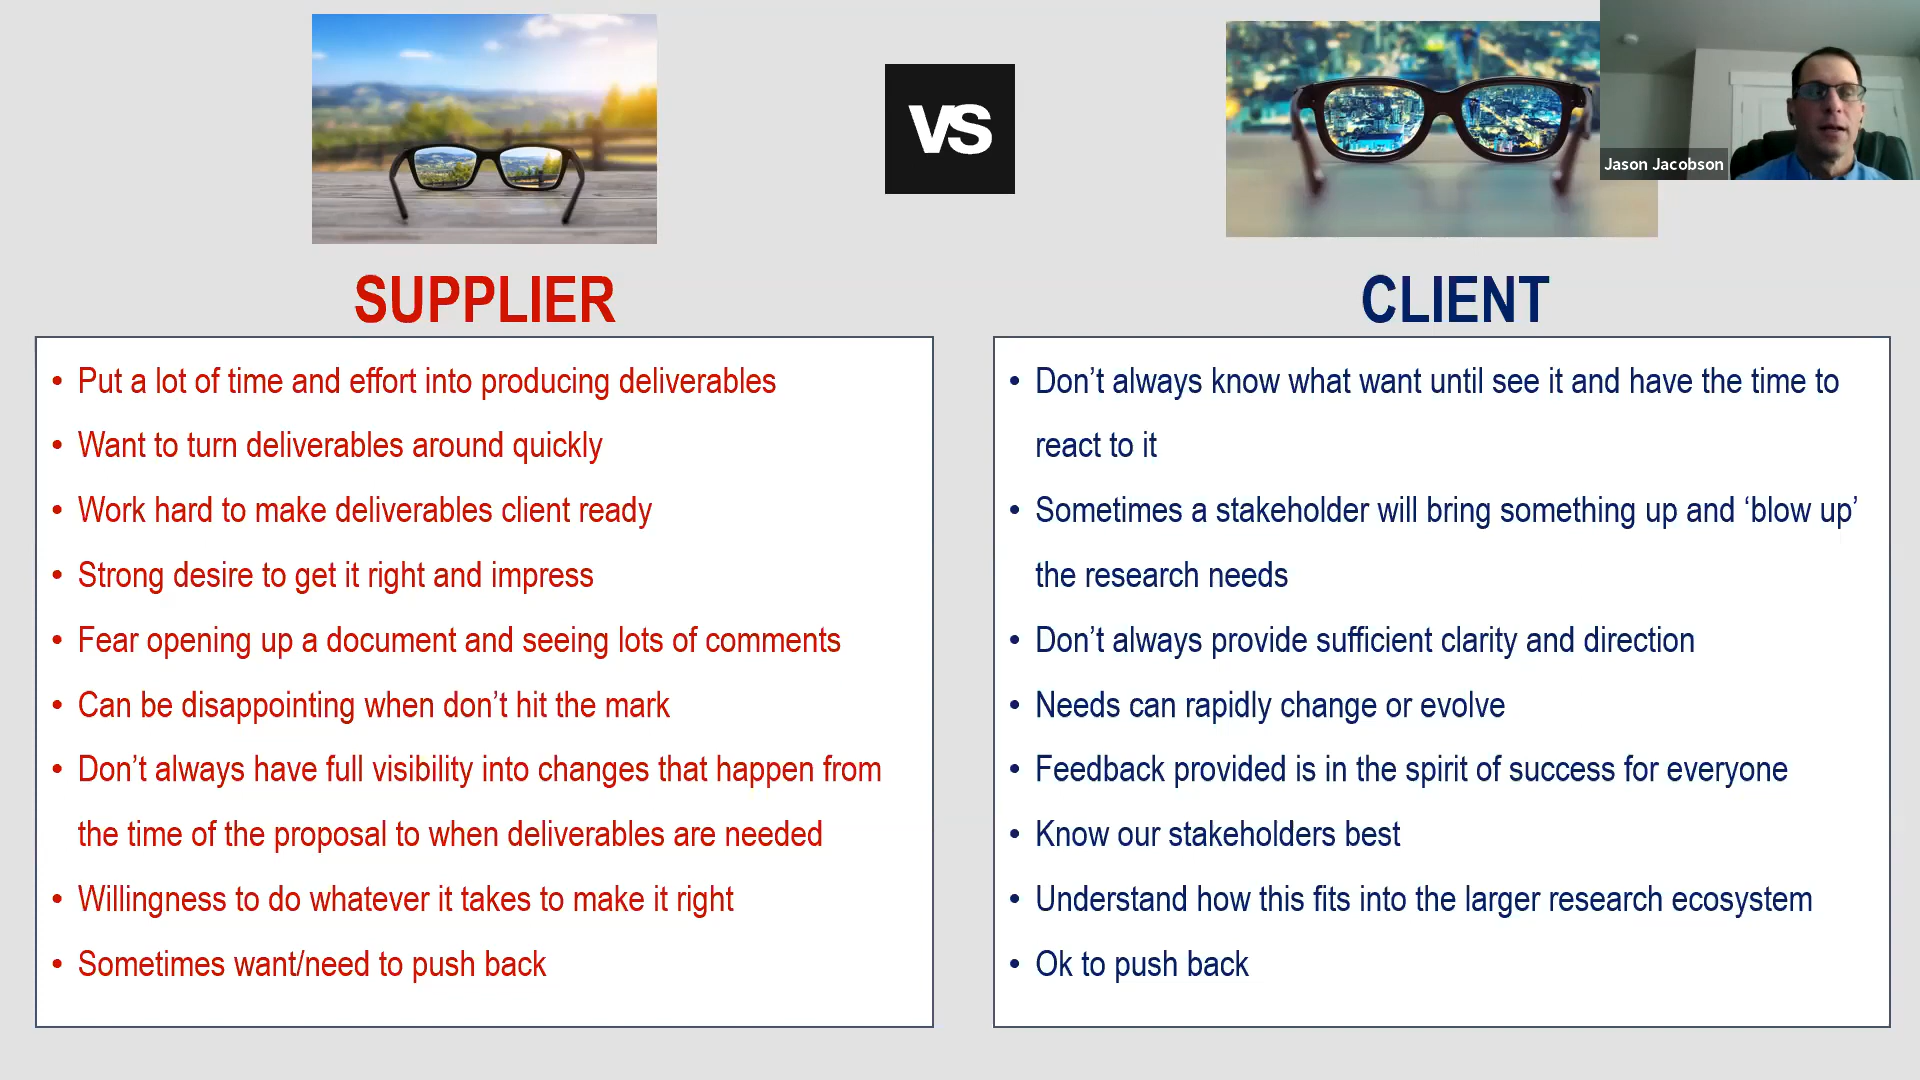 VS
Jason Jacobson
SUPPLIER
• Put a lot of time and effort into producing deliverables
• Want to turn deliverables around quickly
• Work hard to make deliverables client ready
• Strong desire to get it right and impress
• Fear opening up a document and seeing lots of comments
• Can be disappointing when don’t hit the mark
• Don’t always have full visibility into changes that happen from
the time of the proposal to when deliverables are needed
• Willingness to do whatever it takes to make it right
• Sometimes want/need to push back
CLIENT
• Don’t always know what want until see it and have the time to
react to it
• Sometimes a stakeholder will bring something up and ‘blow up’
the research needs
• Don’t always provide sufficient clarity and direction
• Needs can rapidly change or evolve
• Feedback provided is in the spirit of success for everyone
• Know our stakeholders best
• Understand how this fits into the larger research ecosystem
• Ok to push back